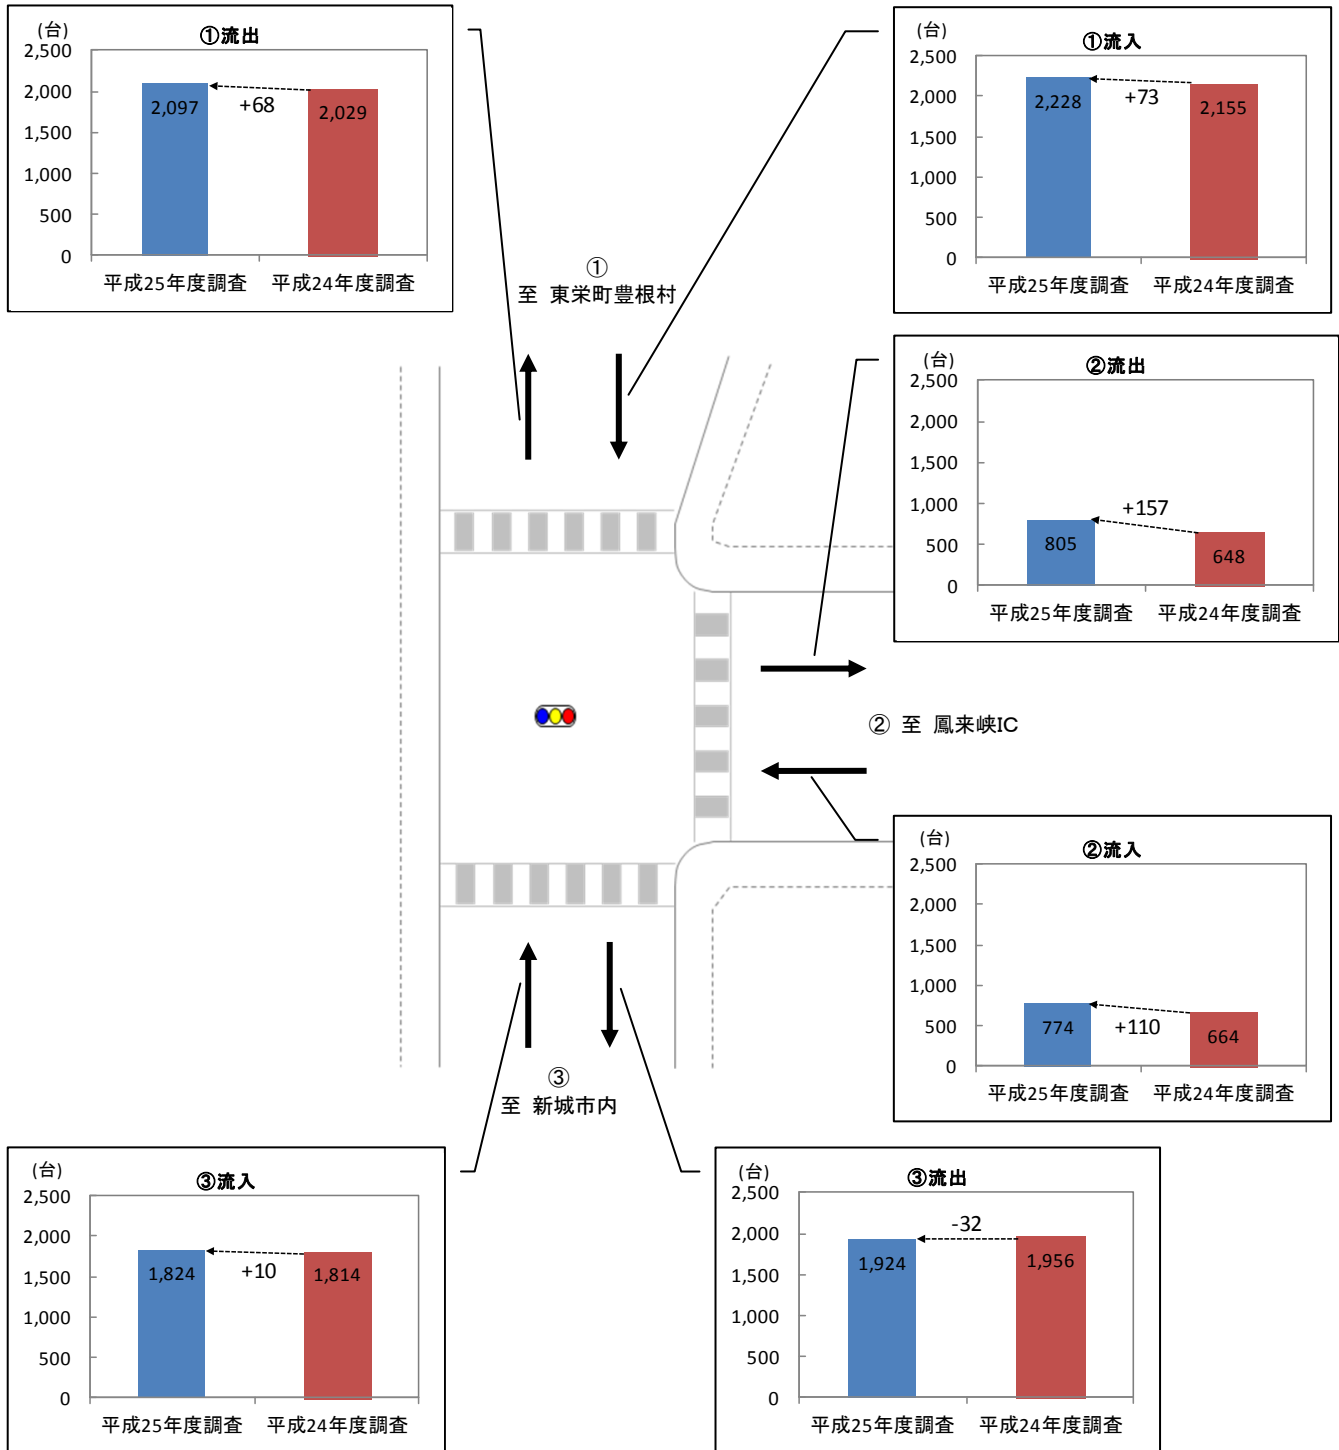 (台)
①流出
2,500
2,000
1,500
1,000
500
0
2,097
+68
2,029
平成25年度調査
平成24年度調査
(台)
①流入
2,500
2,000
1,500
1,000
500
0
2,228
+73
2,155
平成25年度調査
平成24年度調査
①
至 東栄町豊根村
(台)
②流出
2,500
2,000
1,500
1,000
500
0
805
+157
648
平成25年度調査
平成24年度調査
② 至 鳳来峡IC
(台)
②流入
2,500
2,000
1,500
1,000
500
0
774
+110
664
平成25年度調査
平成24年度調査
③
至 新城市内
(台)
③流入
2,500
2,000
1,500
1,000
500
0
1,824
+10
1,814
平成25年度調査
平成24年度調査
(台)
③流出
2,500
2,000
1,500
1,000
500
0
1,924
-32
1,956
平成25年度調査
平成24年度調査